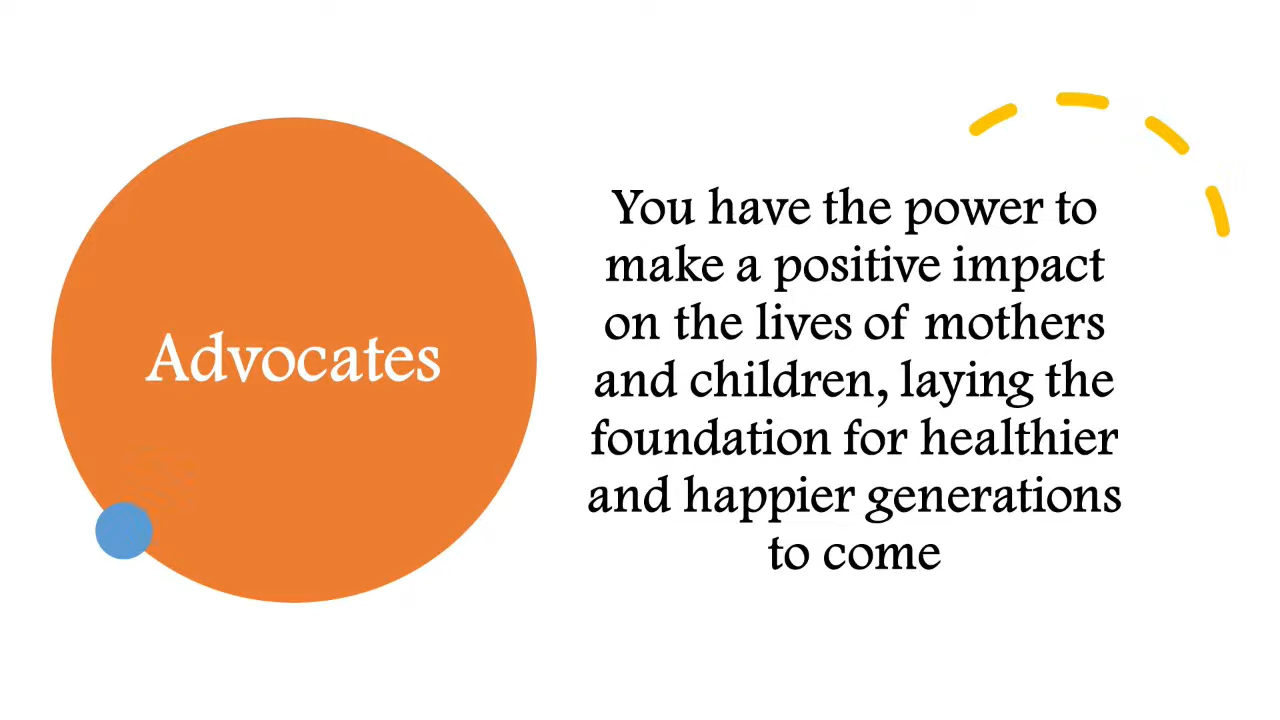 Advocates
You have the power to
make a positive impact
on the lives of mothers
and children, laying the
foundation for healthier
and happier generations
to come